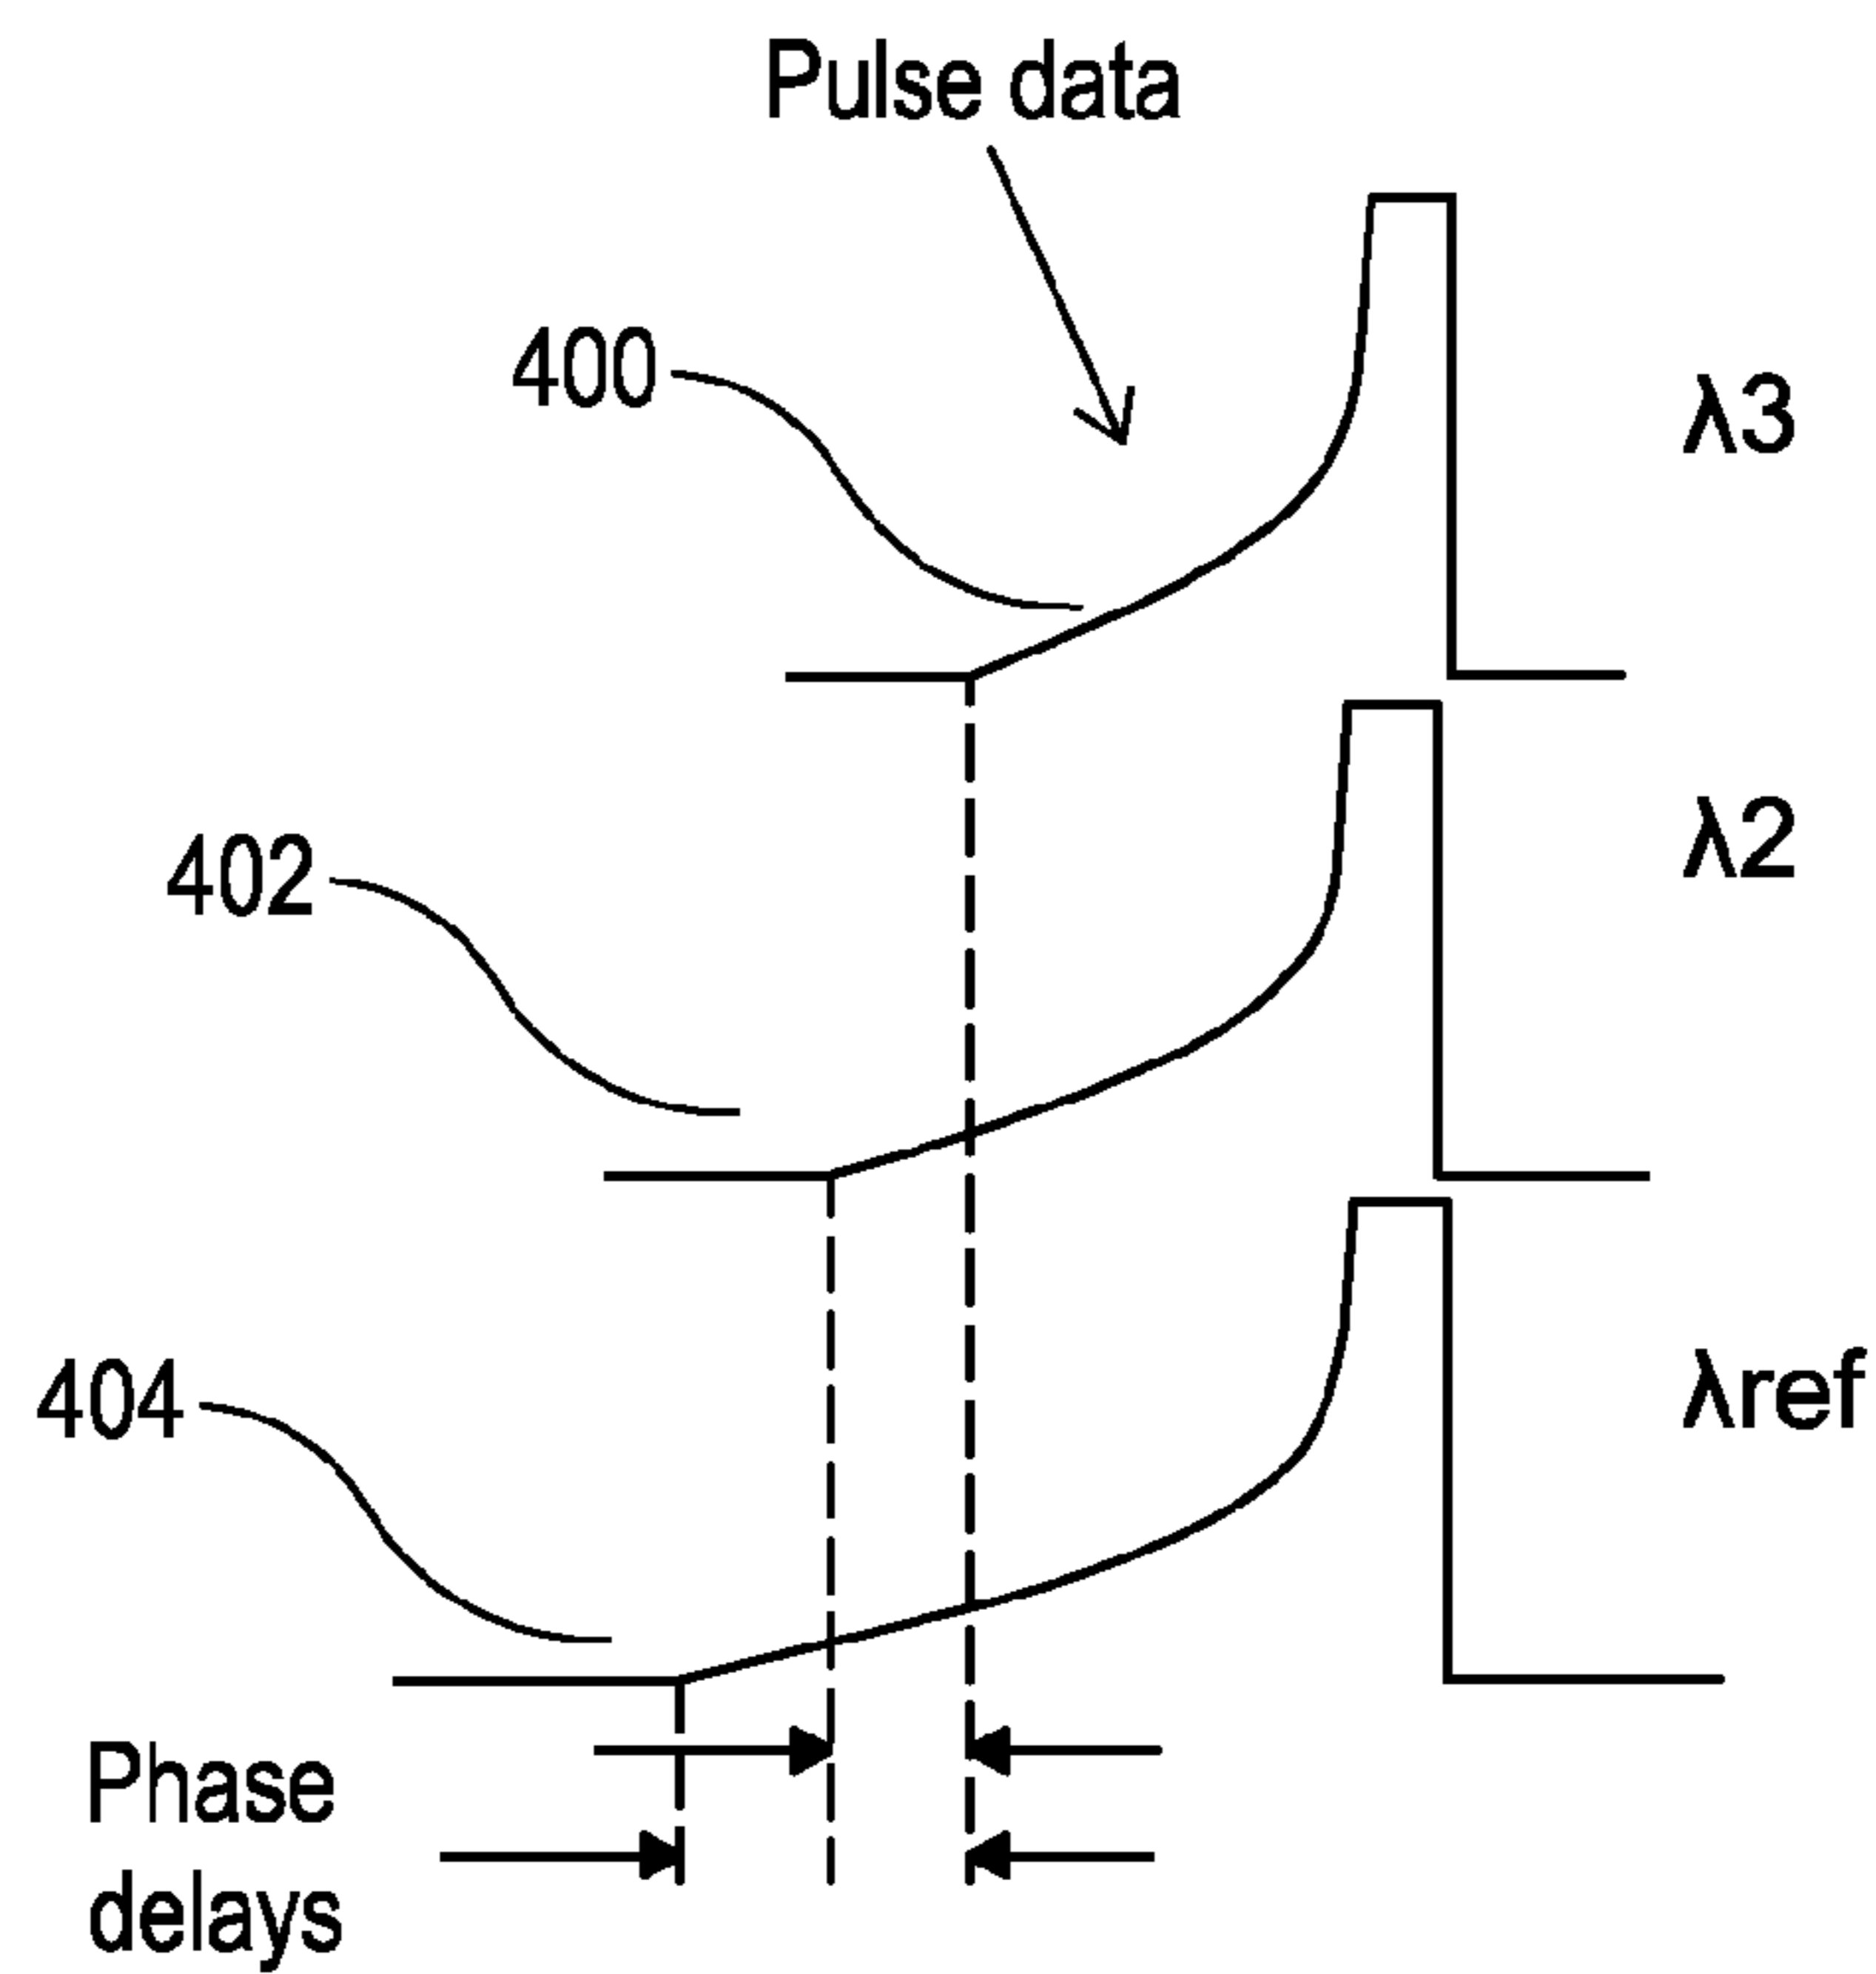 Pulse data
400
λ3
402
λ2
404
λref
Phase
delays